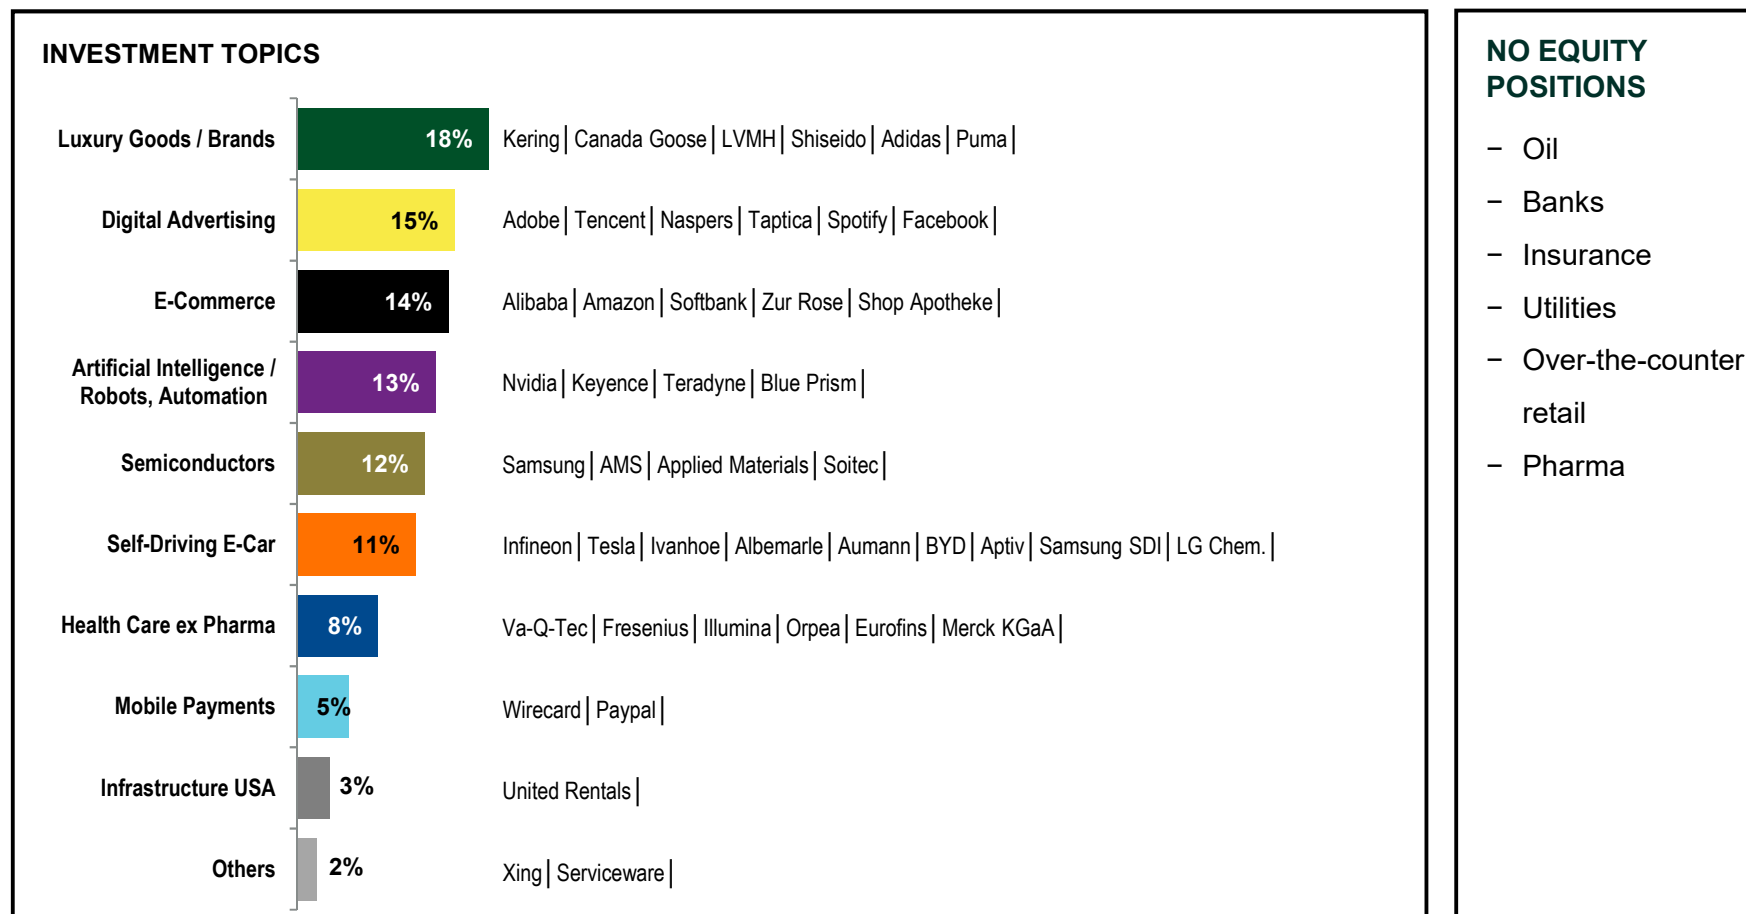 INVESTMENT TOPICS
Luxury Goods / Brands 18% Kering| Canada Goose| LVMH| Shiseido| Adidas| Puma|
Digital Advertising 15% Adobe| Tencent| Naspers| Taptica| Spotify| Facebook|
E-Commerce 14% Alibaba| Amazon| Softbank| Zur Rose| Shop Apotheke|
Artificial Intelligence /
Robots, Automation 13% Nvidia| Keyence| Teradyne| Blue Prism|
Semiconductors 12% Samsung| AMS| Applied Materials| Soitec|
Self-Driving E-Car 11% Infineon| Tesla| Ivanhoe| Albemarle| Aumann| BYD| Aptiv| Samsung SDI| LG Chem.|
Health Care ex Pharma 8% Va-Q-Tec| Fresenius| Illumina| Orpea| Eurofins| Merck KGaA|
Mobile Payments 5% Wirecard| Paypal|
Infrastructure USA 3% United Rentals|
Others 2% Xing| Serviceware|
NO EQUITY
POSITIONS
− Oil
− Banks
− Insurance
− Utilities
− Over-the-counter
retail
− Pharma